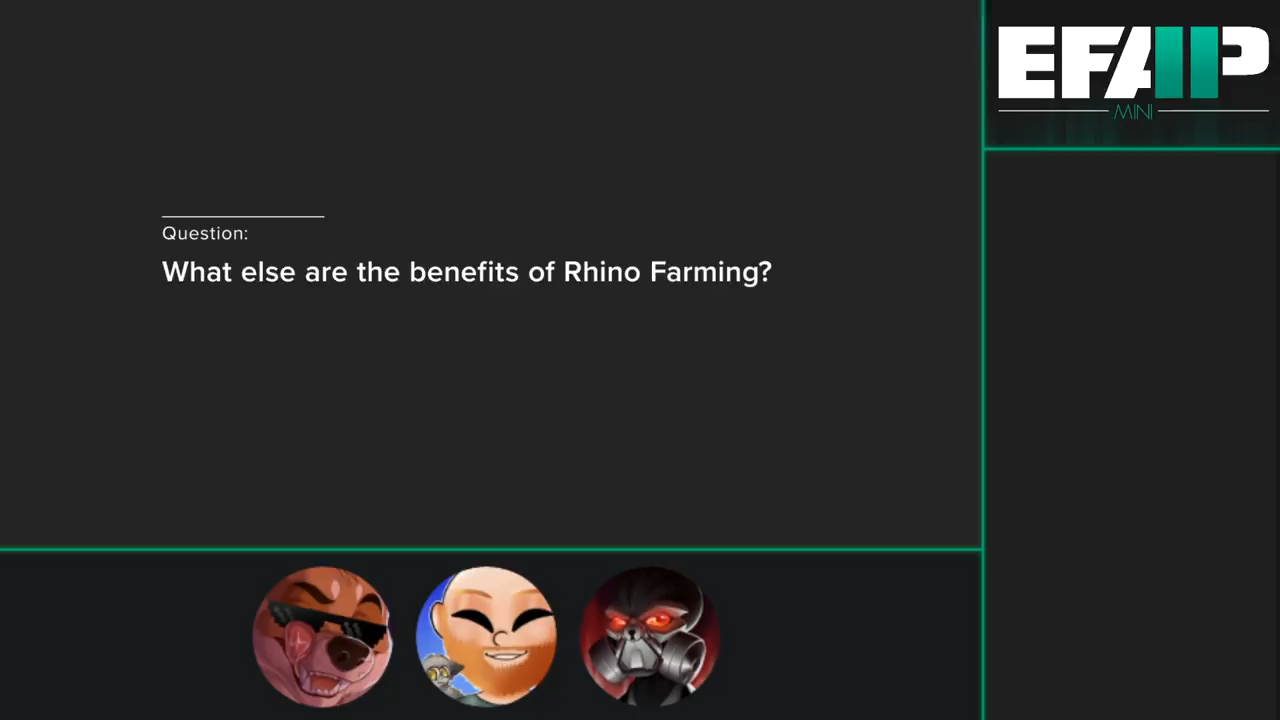 EFAP
MINI
Question:
What else are the benefits of Rhino Farming?